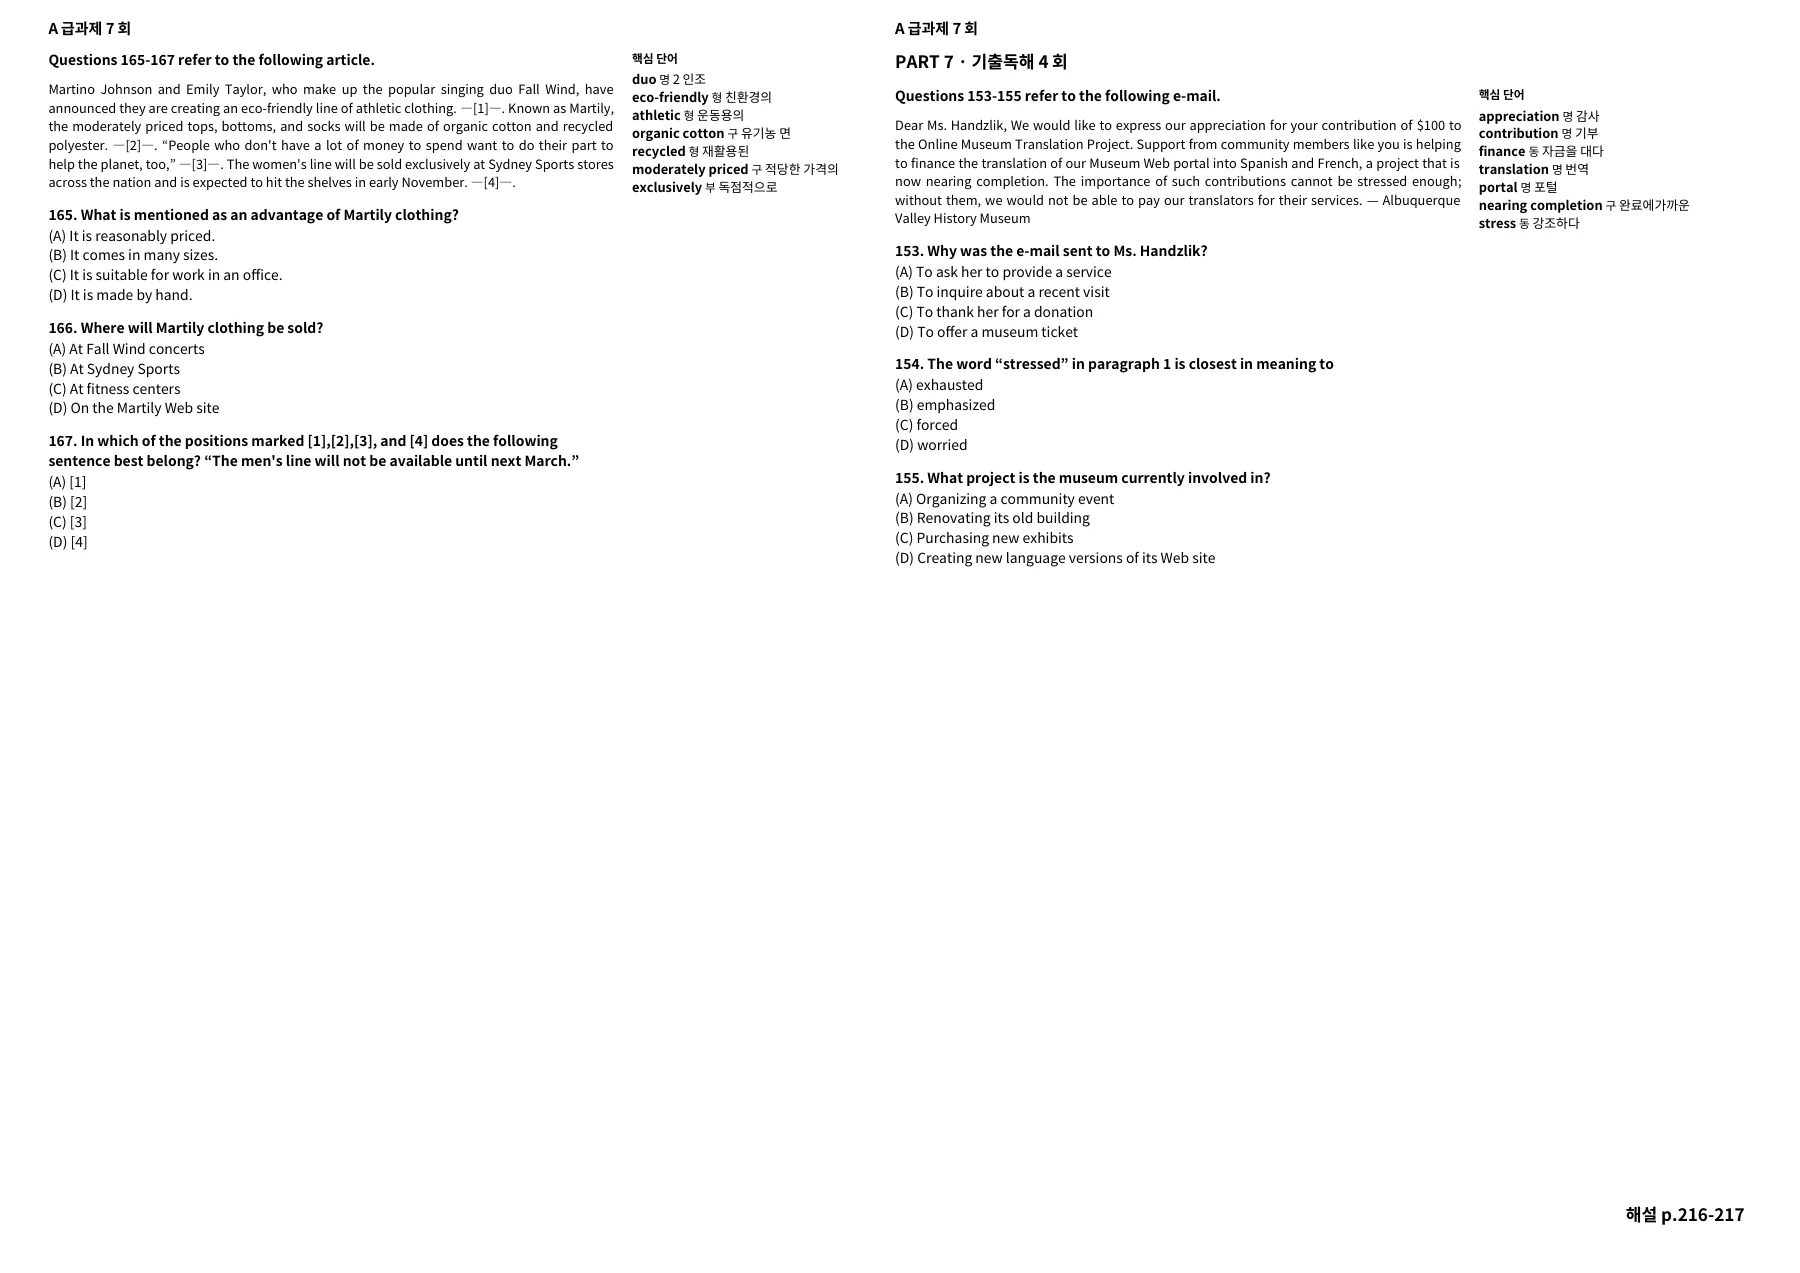 A 급과제 7 회
Questions 165-167 refer to the following article.
Martino Johnson and Emily Taylor, who make up the popular singing duo Fall Wind, have
announced they are creating an eco-friendly line of athletic clothing. —[1]—. Known as Martily,
the moderately priced tops, bottoms, and socks will be made of organic cotton and recycled
polyester. —[2]—. “People who don't have a lot of money to spend want to do their part to
help the planet, too,” —[3]—. The women's line will be sold exclusively at Sydney Sports stores
across the nation and is expected to hit the shelves in early November. —[4]—.
165. What is mentioned as an advantage of Martily clothing?
(A) It is reasonably priced.
(B) It comes in many sizes.
(C) It is suitable for work in an office.
(D) It is made by hand.
166. Where will Martily clothing be sold?
(A) At Fall Wind concerts
(B) At Sydney Sports
(C) At fitness centers
(D) On the Martily Web site
167. In which of the positions marked [1],[2],[3], and [4] does the following
sentence best belong? “The men's line will not be available until next March.”
(A) [1]
(B) [2]
(C) [3]
(D) [4]
핵심 단어
duo 명 2 인조
eco-friendly 형 친환경의
athletic 형 운동용의
organic cotton 구 유기농 면
recycled 형 재활용된
moderately priced 구 적당한 가격의
exclusively 부 독점적으로
A 급과제 7 회
PART 7 · 기출독해 4 회
Questions 153-155 refer to the following e-mail.
Dear Ms. Handzlik, We would like to express our appreciation for your contribution of $100 to
the Online Museum Translation Project. Support from community members like you is helping
to finance the translation of our Museum Web portal into Spanish and French, a project that is
now nearing completion. The importance of such contributions cannot be stressed enough;
without them, we would not be able to pay our translators for their services. — Albuquerque
Valley History Museum
153. Why was the e-mail sent to Ms. Handzlik?
(A) To ask her to provide a service
(B) To inquire about a recent visit
(C) To thank her for a donation
(D) To offer a museum ticket
154. The word “stressed” in paragraph 1 is closest in meaning to
(A) exhausted
(B) emphasized
(C) forced
(D) worried
155. What project is the museum currently involved in?
(A) Organizing a community event
(B) Renovating its old building
(C) Purchasing new exhibits
(D) Creating new language versions of its Web site
핵심 단어
appreciation 명 감사
contribution 명 기부
finance 동 자금을 대다
translation 명 번역
portal 명 포털
nearing completion 구 완료에가까운
stress 동 강조하다
해설 p.216-217